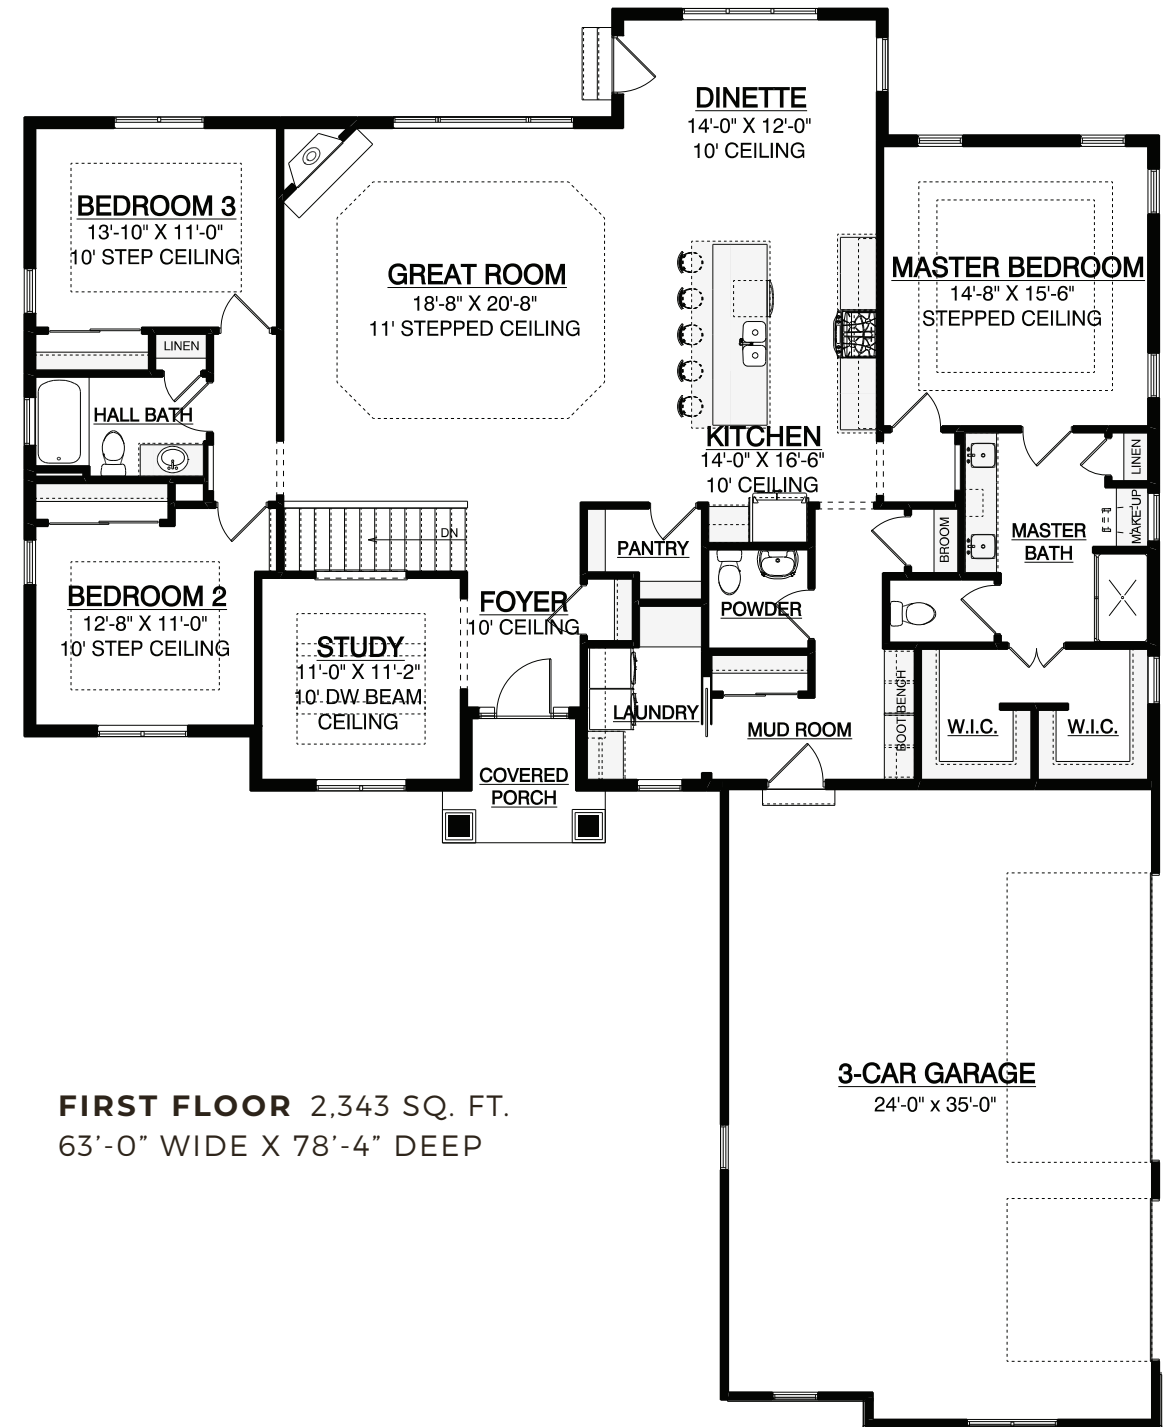 DINETTE
14'-0" X 12'-0"
10' CEILING
BEDROOM 3
13'-10" X 11'-0"
10' STEP CEILING
GREAT ROOM
18'-8" X 20'-8"
11' STEPPED CEILING
MASTER BEDROOM
14'-8" X 15'-6"
STEPPED CEILING
LINEN
HALL BATH
KITCHEN
14'-0" X 16'-6"
10' CEILING
LINEN
MAKE-UP
MASTER
BATH
BROOM
DN
PANTRY
BEDROOM 2
12'-8" X 11'-0"
10' STEP CEILING
FOYER
10' CEILING
POWDER
STUDY
11'-0" X 11'-2"
10' DW BEAM
CEILING
LAUNDRY
MUD ROOM
BOOT BENCH
W.I.C.
W.I.C.
COVERED
PORCH
3-CAR GARAGE
24'-0" x 35'-0"
FIRST FLOOR 2,343 SQ. FT.
63’-0” WIDE X 78’-4” DEEP